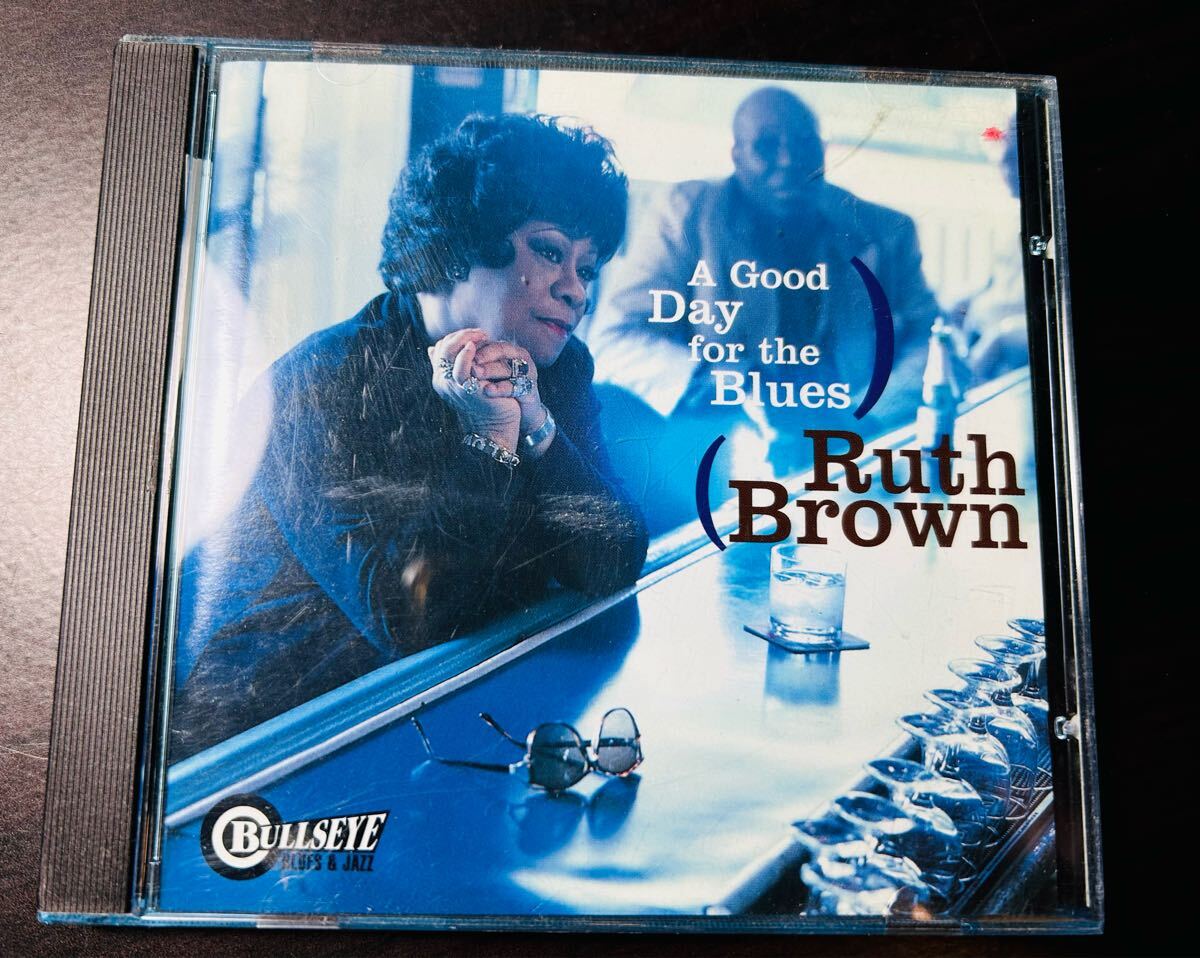 A Good
Day
for the
Blues)
(Ruth
Brown
BULLSEYE
BLUES & JAZZ